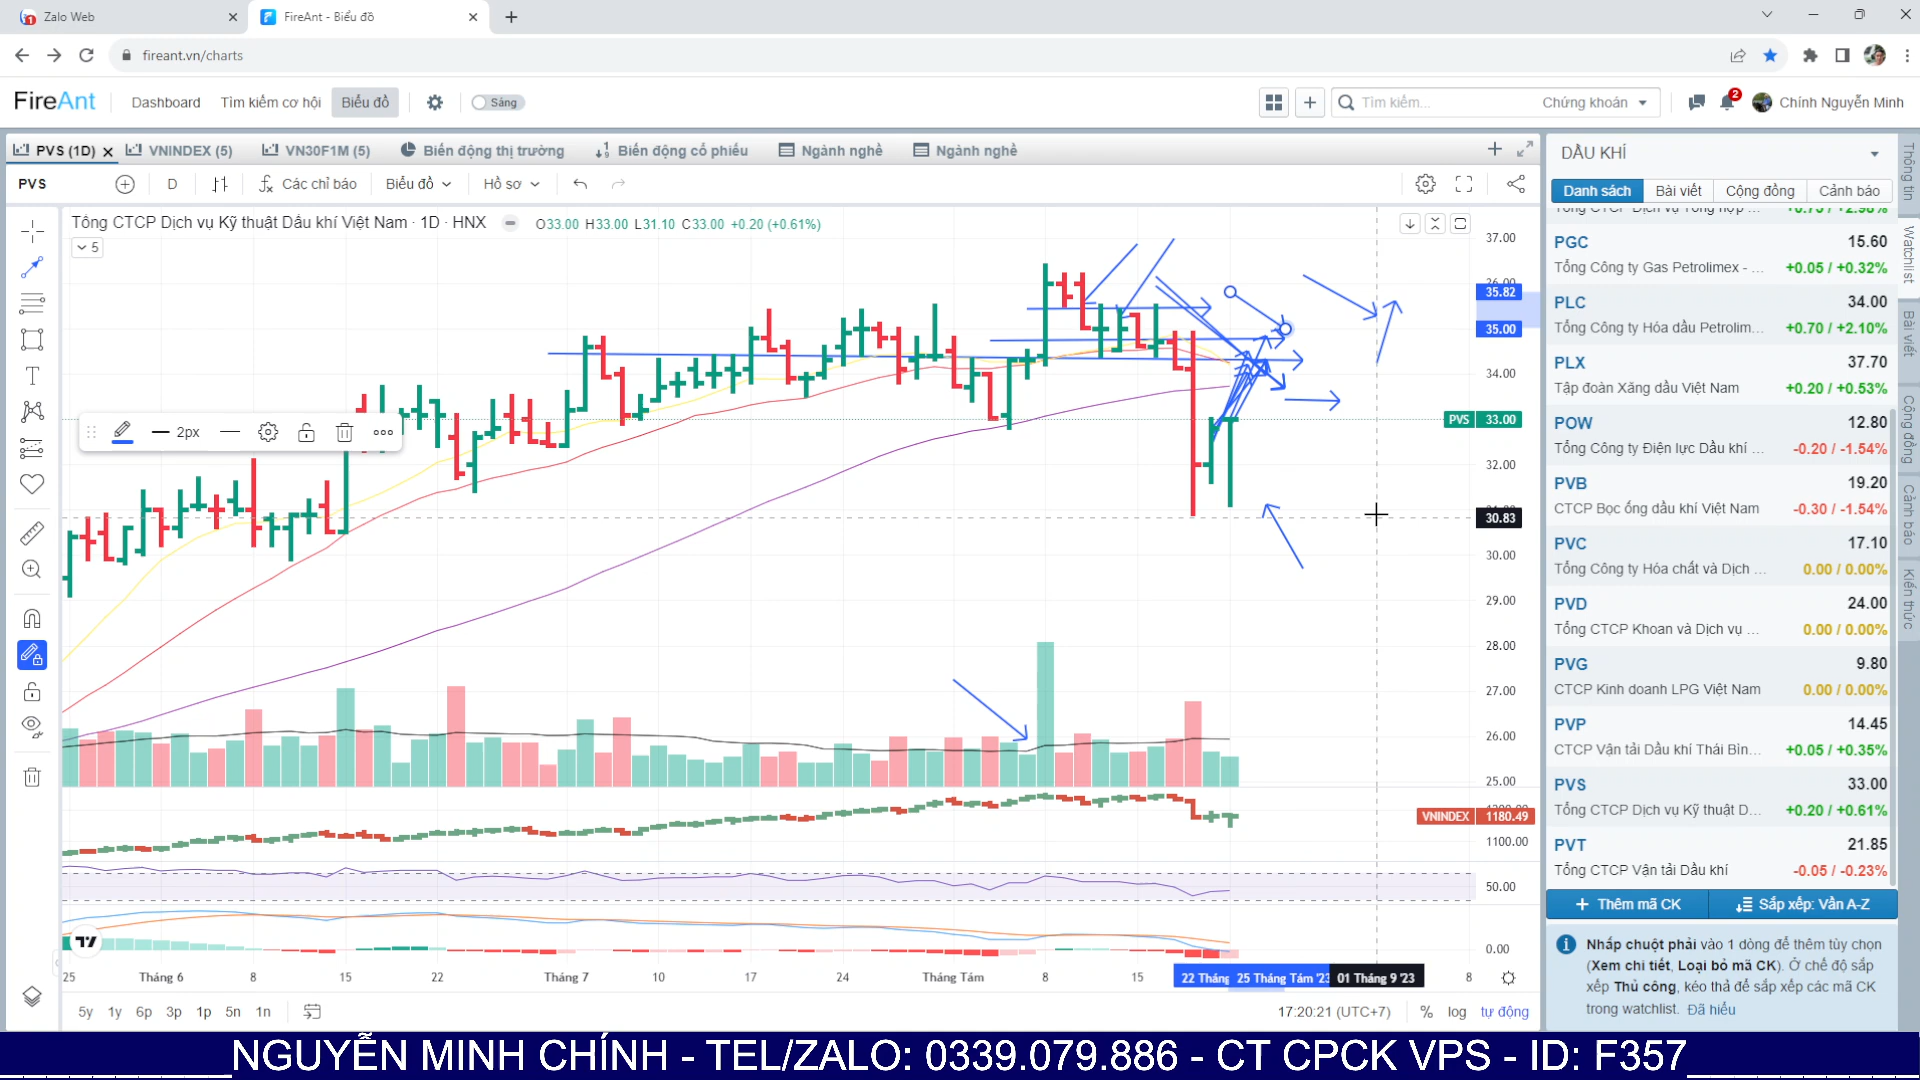 Zalo Web
FireAnt - Biểu đồ
fireant.vn/charts
FireAnt
Dashboard
Tìm kiếm cơ hội
Biểu đồ
Sáng
Tìm kiếm...
Chứng khoán
2
Chính Nguyễn Minh
PVS (1D)
VNINDEX (5)
VN30F1M (5)
Biến động thị trường
Biến động cổ phiếu
Ngành nghề
Ngành nghề
PVS
D
Các chỉ báo
Biểu đồ
Hồ sơ
Tổng CTCP Dịch vụ Kỹ thuật Dầu khí Việt Nam · 1D · HNX
O33.00 H33.00 L31.10 C33.00 +0.20 (+0.61%)
5
2px
37.00
35.82
35.00
34.00
PVS 33.00
32.00
30.83
30.00
29.00
28.00
27.00
26.00
25.00
VNINDEX 1180.49
1100.00
50.00
0.00
25
Tháng 6
8
15
22
Tháng 7
10
17
24
Tháng Tám
8
15
22 Tháng
25 Tháng Tám '23
01 Tháng 9 '23
8
5y 1y 6p 3p 1p 5n 1n
17:20:21 (UTC+7)
% log tự động
DẦU KHÍ
Danh sách
Bài viết
Cộng đồng
Cảnh báo
PGC 15.60
Tổng Công ty Gas Petrolimex - ... +0.05 / +0.32%
PLC 34.00
Tổng Công ty Hóa dầu Petrolim... +0.70 / +2.10%
PLX 37.70
Tập đoàn Xăng dầu Việt Nam +0.20 / +0.53%
POW 12.80
Tổng Công ty Điện lực Dầu khí ... -0.20 / -1.54%
PVB 19.20
CTCP Bọc ống dầu khí Việt Nam -0.30 / -1.54%
PVC 17.10
Tổng Công ty Hóa chất và Dịch ... 0.00 / 0.00%
PVD 24.00
Tổng CTCP Khoan và Dịch vụ ... 0.00 / 0.00%
PVG 9.80
CTCP Kinh doanh LPG Việt Nam 0.00 / 0.00%
PVP 14.45
CTCP Vận tải Dầu khí Thái Bìn... +0.05 / +0.35%
PVS 33.00
Tổng CTCP Dịch vụ Kỹ thuật D... +0.20 / +0.61%
PVT 21.85
Tổng CTCP Vận tải Dầu khí -0.05 / -0.23%
Thêm mã CK
Sắp xếp: Vần A-Z
Nhấp chuột phải vào 1 dòng để thêm tùy chọn
(Xem chi tiết, Loại bỏ mã CK). Ở chế độ sắp
xếp Thủ công, kéo thả để sắp xếp các mã CK
trong watchlist. Đã hiểu
Thông tin
Watchlist
Bài viết
Cộng đồng
Cảnh báo
Kiến thức
NGUYỄN MINH CHÍNH - TEL/ZALO: 0339.079.886 - CT CPCK VPS - ID: F357